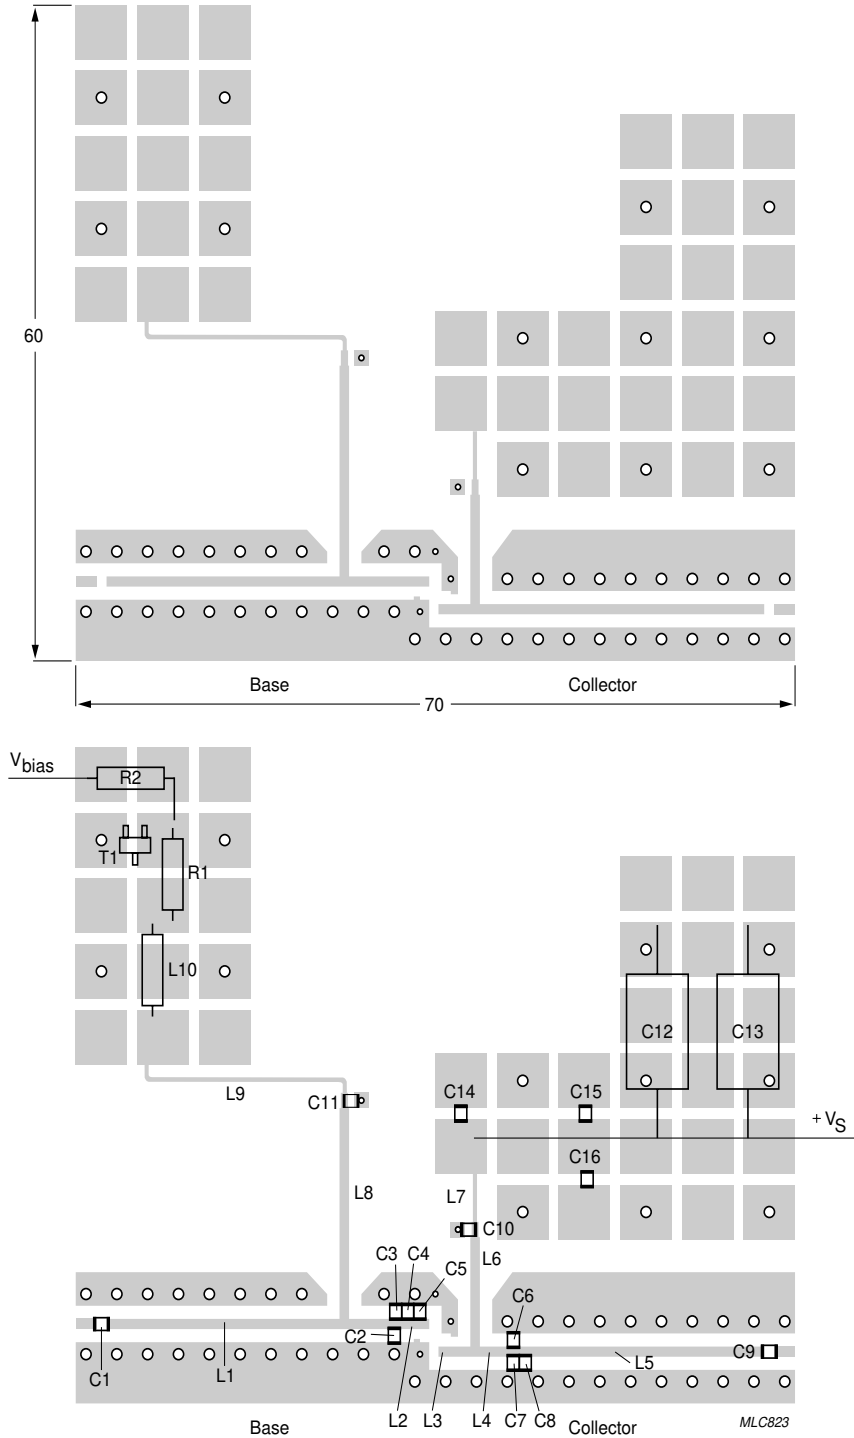 60
Base
Collector
70
Vbias
R2
T1
R1
L10
C12
C13
L9
C11
C14
C15
+ VS
C16
L8
L7
C10
L6
C3
C4
C5
C6
C2
C9
C1
L1
L5
L2
L3
L4
C7
C8
Base
Collector
MLC823